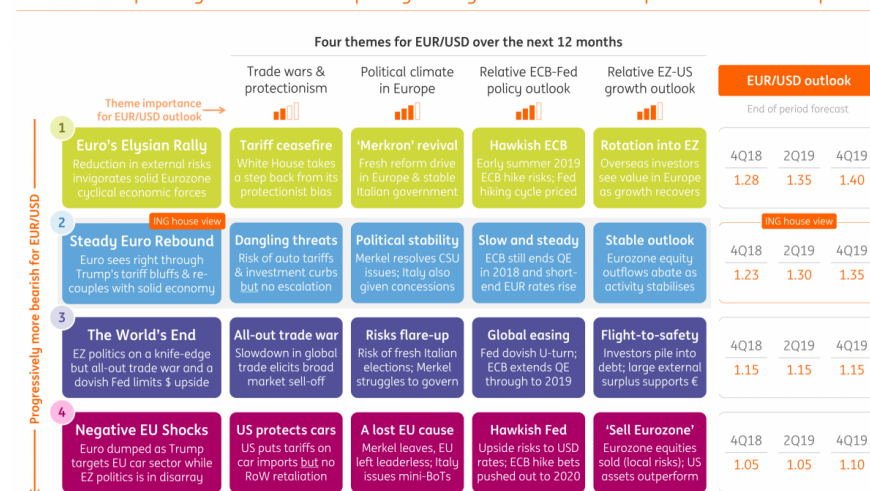 Four themes for EUR/USD over the next 12 months
Trade wars &
protectionism
Political climate
in Europe
Relative ECB-Fed
policy outlook
Relative EZ-US
growth outlook
EUR/USD outlook
Theme importance
for EUR/USD outlook
End of period forecast
Progressively more bearish for EUR/USD
1
Euro's Elysian Rally
Reduction in external risks
invigorates solid Eurozone
cyclical economic forces
Tariff ceasefire
White House takes
a step back from its
protectionist bias
'Merkron' revival
Fresh reform drive
in Europe & stable
Italian government
Hawkish ECB
Early summer 2019
ECB hike risks; Fed
hiking cycle priced
Rotation into EZ
Overseas investors
see value in Europe
as growth recovers
4Q18 2Q19 4Q19
1.28 1.35 1.40
2
ING house view
Steady Euro Rebound
Euro sees right through
Trump's tariff bluffs & re-
couples with solid economy
Dangling threats
Risk of auto tariffs
& investment curbs
but no escalation
Political stability
Merkel resolves CSU
issues; Italy also
given concessions
Slow and steady
ECB still ends QE
in 2018 and short-
end EUR rates rise
Stable outlook
Eurozone equity
outflows abate as
activity stabilises
ING house view
4Q18 2Q19 4Q19
1.23 1.30 1.35
3
The World's End
EZ politics on a knife-edge
but all-out trade war and a
dovish Fed limits $ upside
All-out trade war
Slowdown in global
trade elicits broad
market sell-off
Risks flare-up
Risk of fresh Italian
elections; Merkel
struggles to govern
Global easing
Fed dovish U-turn;
ECB extends QE
through to 2019
Flight-to-safety
Investors pile into
debt; large external
surplus supports €
4Q18 2Q19 4Q19
1.15 1.15 1.15
4
Negative EU Shocks
Euro dumped as Trump
targets EU car sector while
EZ politics is in disarray
US protects cars
US puts tariffs on
car imports but no
RoW retaliation
A lost EU cause
Merkel leaves, EU
left leaderless; Italy
issues mini-BoTs
Hawkish Fed
Upside risks to USD
rates; ECB hike bets
pushed out to 2020
'Sell Eurozone'
Eurozone equities
sold (local risks); US
assets outperform
4Q18 2Q19 4Q19
1.05 1.05 1.10